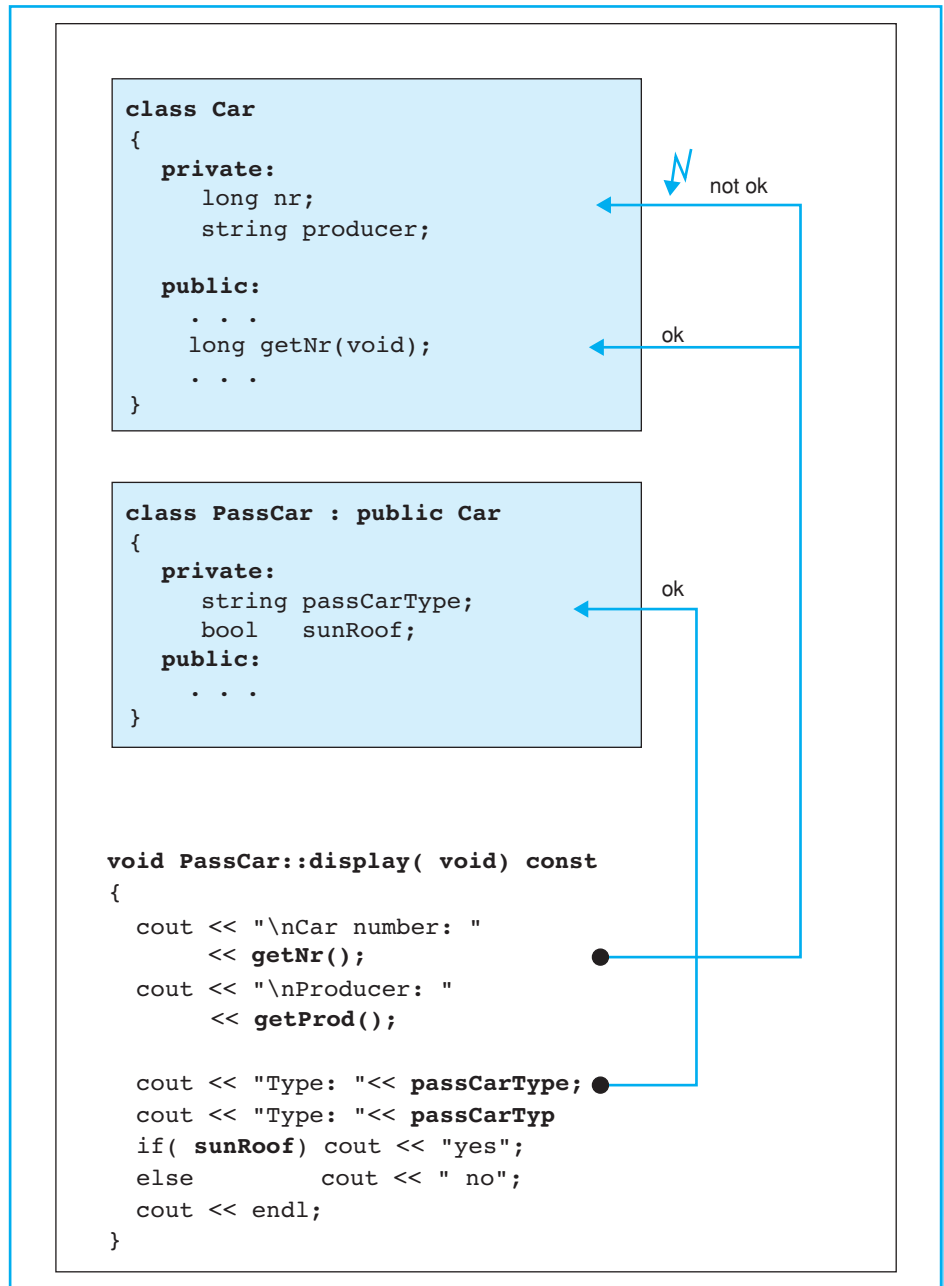 class Car
{
private:
long nr;
not ok
string producer;
public:
. . .
ok
long getNr(void);
. . .
}
class PassCar : public Car
{
private:
ok
string passCarType;
bool sunRoof;
public:
. . .
}
void PassCar::display( void) const
{
cout << "\nCar number: "
<< getNr();
cout << "\nProducer: "
<< getProd();
cout << "Type: "<< passCarType;
cout << "Type: "<< passCarTyp
if( sunRoof) cout << "yes";
else cout << " no";
cout << endl;
}